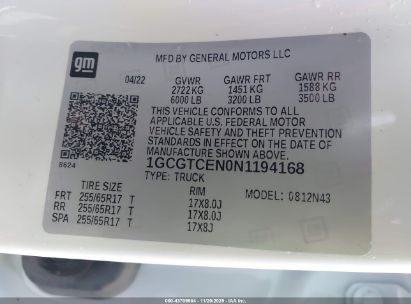 gm
MFD BY GENERAL MOTORS LLC
04/22 GVWR GAWR FRT GAWR RR
2722 KG 1451 KG 1588 KG
6000 LB 3200 LB 3500 LB
THIS VEHICLE CONFORMS TO ALL
APPLICABLE U.S. FEDERAL MOTOR
VEHICLE SAFETY AND THEFT PREVENTION
STANDARDS IN EFFECT ON THE DATE OF
MANUFACTURE SHOWN ABOVE.
8624 1GCGTCEN0N1194168
TYPE: TRUCK
TIRE SIZE RIM MODEL: 0812N43
FRT 255/65R17 T 17X8.0J
RR 255/65R17 T 17X8.0J
SPA 255/65R17 T 17X8J